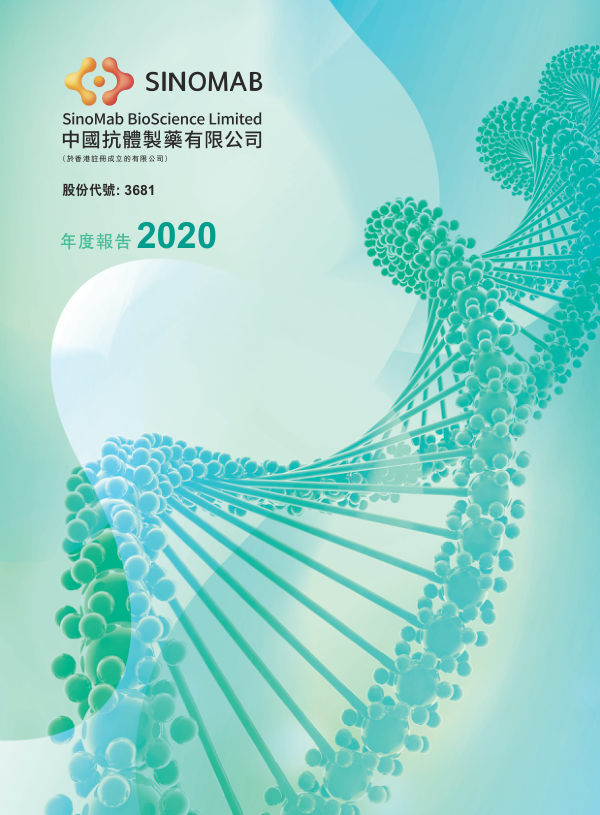 SINOMAB
SinoMab BioScience Limited
中國抗體製藥有限公司
（於香港註冊成立的有限公司）
股份代號: 3681
年度報告 2020